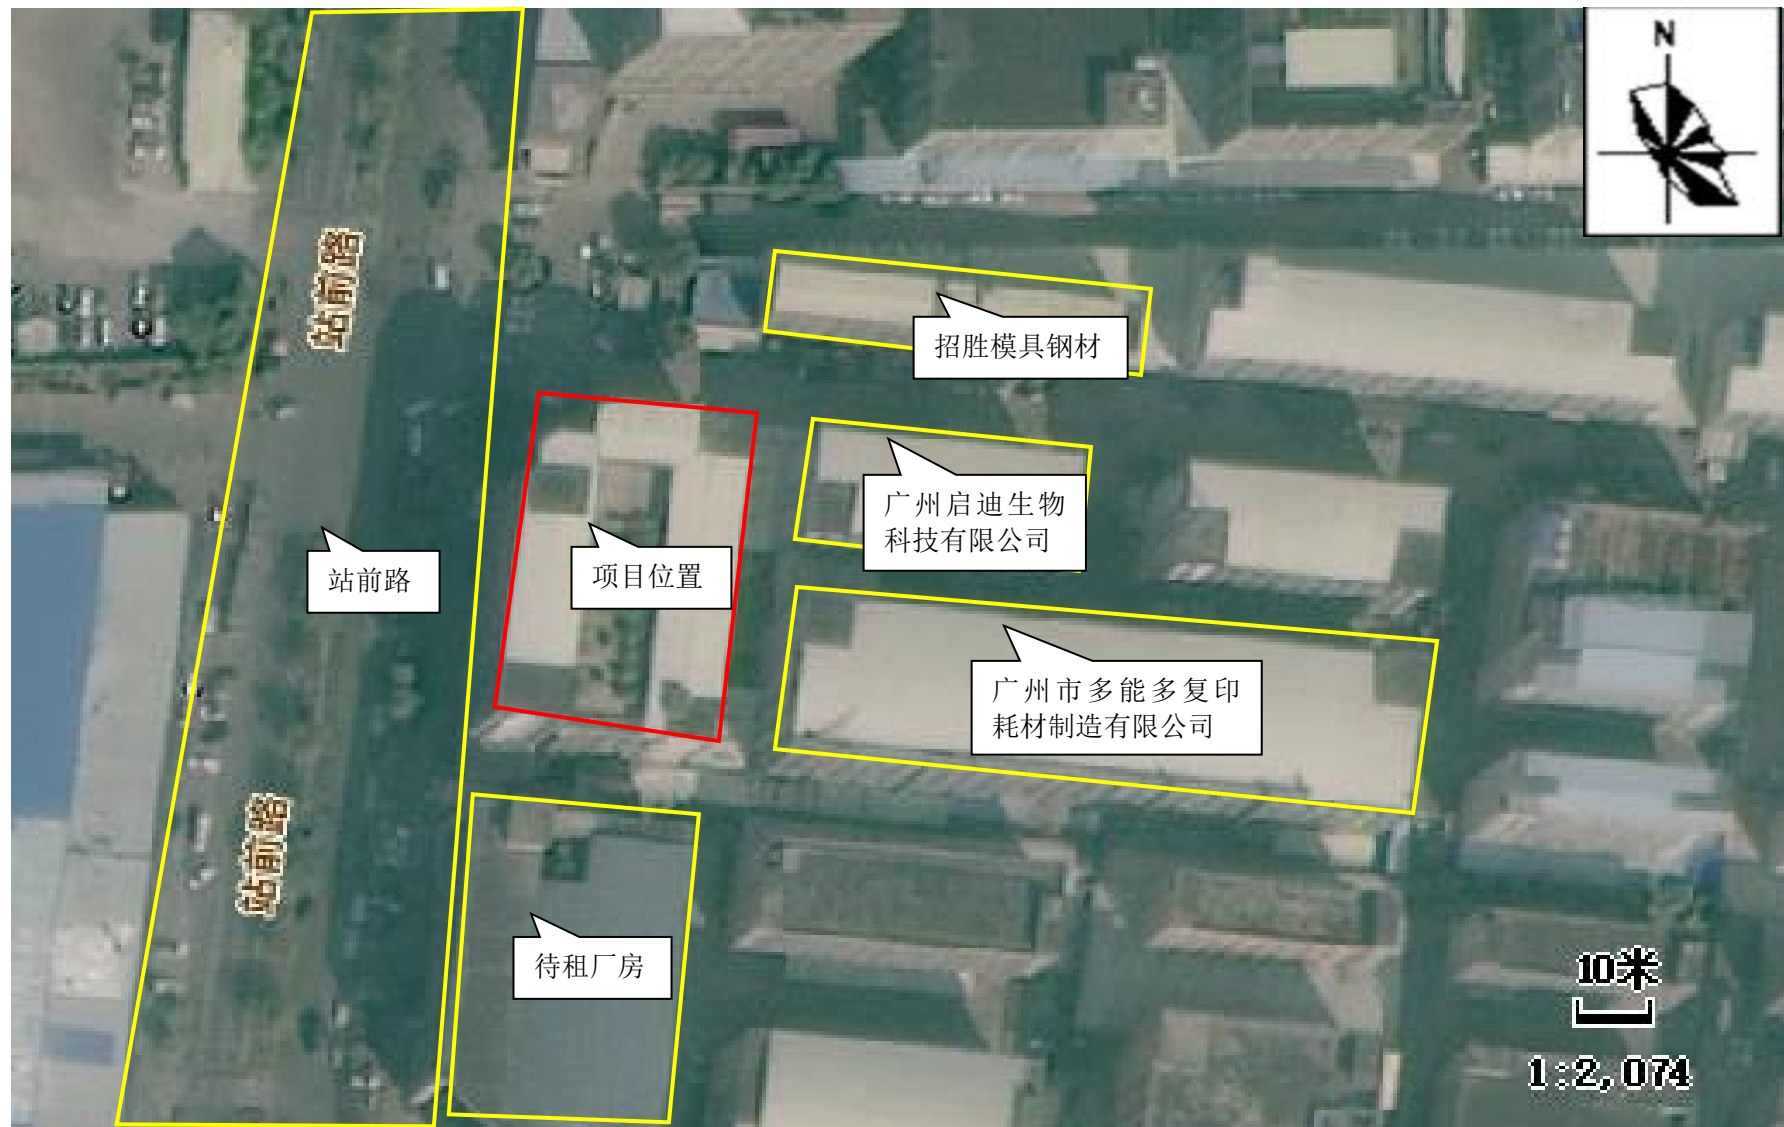 N
站前路
招胜模具钢材
广州启迪生物
科技有限公司
站前路
项目位置
广州市多能多复印
耗材制造有限公司
站前路
待租厂房
10米
1:2,074